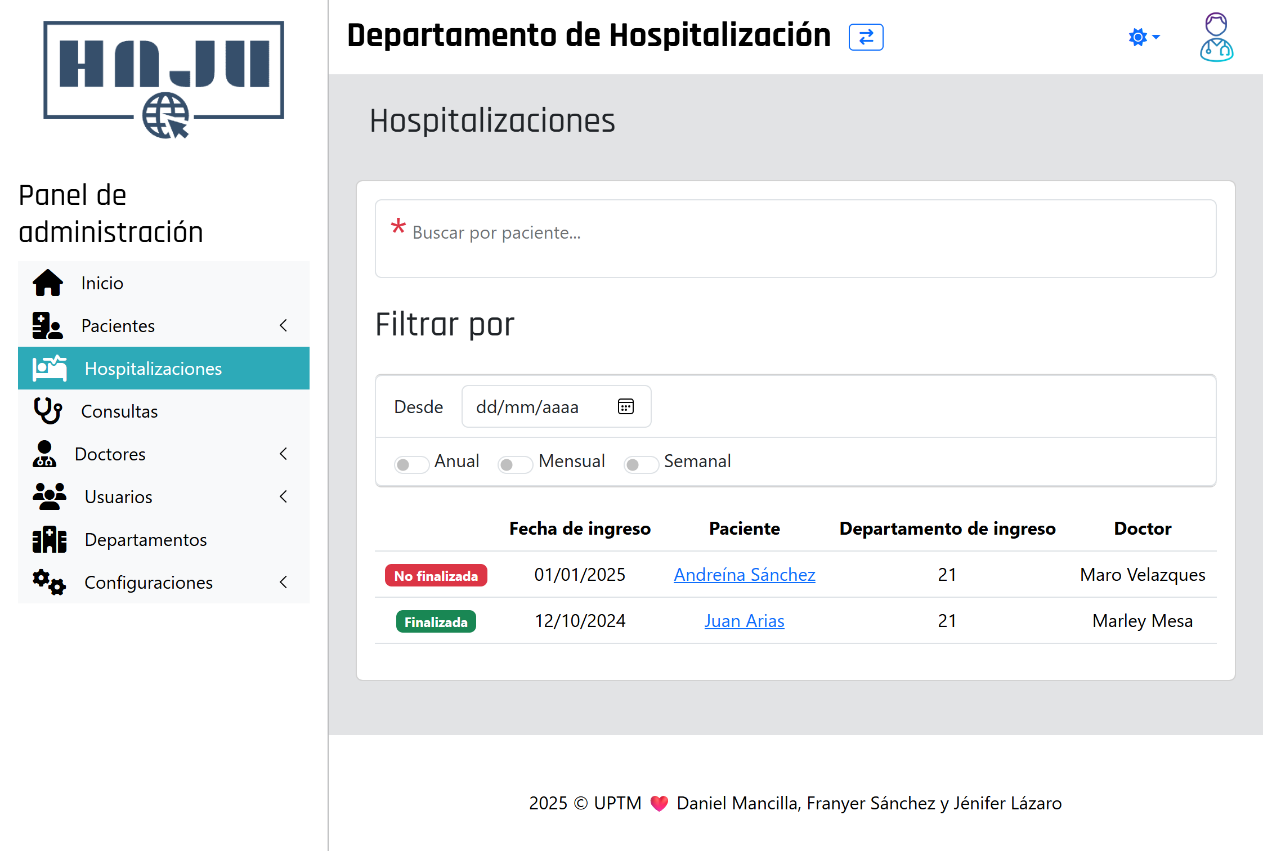 HNJU
Panel de
administración
Inicio
Pacientes
Hospitalizaciones
Consultas
Doctores
Usuarios
Departamentos
Configuraciones
Departamento de Hospitalización
Hospitalizaciones
* Buscar por paciente...
Filtrar por
Desde dd/mm/aaaa
Anual Mensual Semanal
Fecha de ingreso Paciente Departamento de ingreso Doctor
No finalizada 01/01/2025 Andreína Sánchez 21 Maro Velazques
Finalizada 12/10/2024 Juan Arias 21 Marley Mesa
2025 © UPTM ❤ Daniel Mancilla, Franyer Sánchez y Jénifer Lázaro